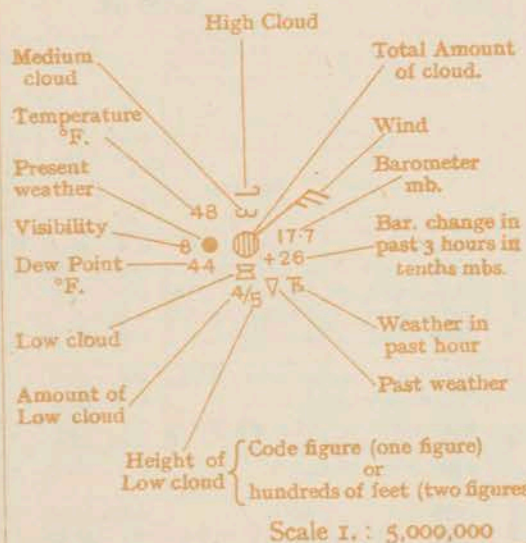 High Cloud
Medium
cloud
Total Amount
of cloud.
Temperature
°F.
Wind
Present
weather
Barometer
mb.
48
Visibility
8
17·7
Bar. change in
past 3 hours in
tenths mbs.
Dew Point
°F.
44
+26
4/5
Low cloud
Weather in
past hour
Amount of
Low cloud
Past weather
Height of
Low cloud
Code figure (one figure)
or
hundreds of feet (two figures
Scale 1. : 5,000,000